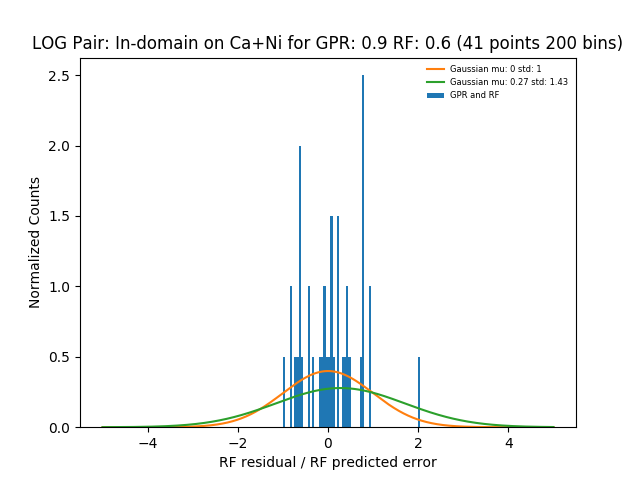 LOG Pair: In-domain on Ca+Ni for GPR: 0.9 RF: 0.6 (41 points 200 bins)
Gaussian mu: 0 std: 1
Gaussian mu: 0.27 std: 1.43
GPR and RF
Normalized Counts
2.5
2.0
1.5
1.0
0.5
0.0
−4 −2 0 2 4
RF residual / RF predicted error